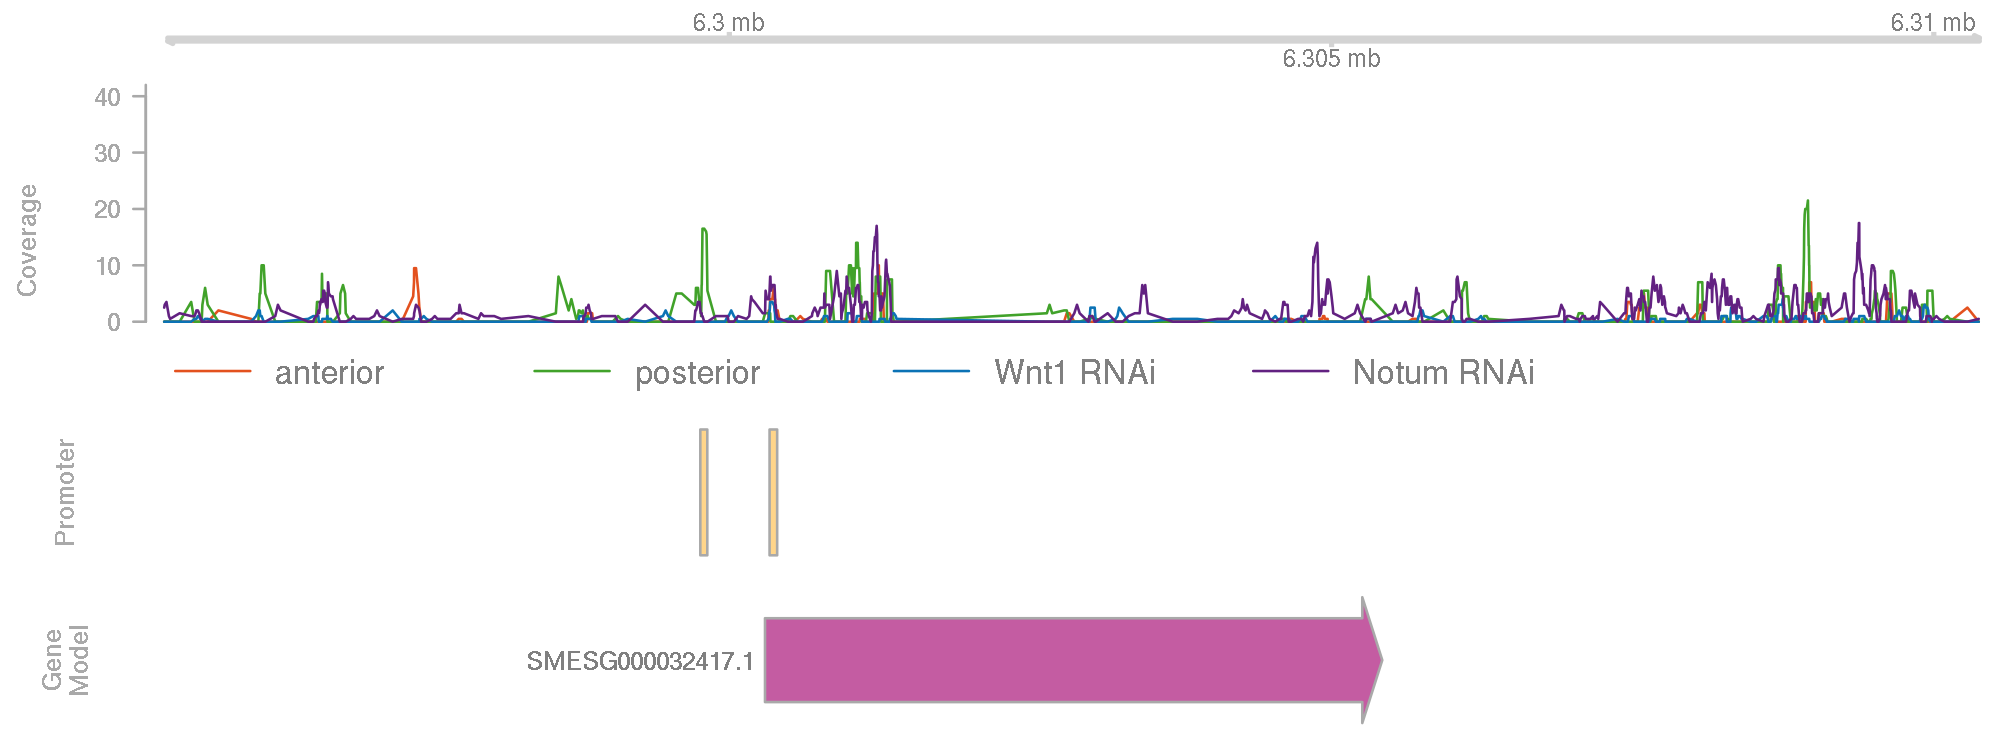 6.3 mb
6.31 mb
6.305 mb
40
30
20
10
0
Coverage
anterior
posterior
Wnt1 RNAi
Notum RNAi
Promoter
Gene
Model
SMESG000032417.1